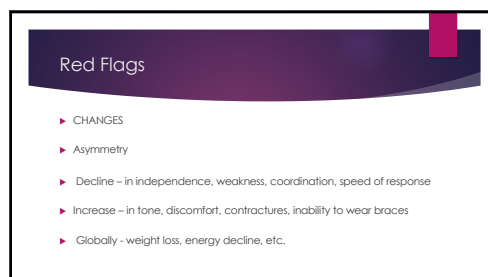 Red Flags
CHANGES
Asymmetry
Decline – in independence, weakness, coordination, speed of response
Increase – in tone, discomfort, contractures, inability to wear braces
Globally - weight loss, energy decline, etc.